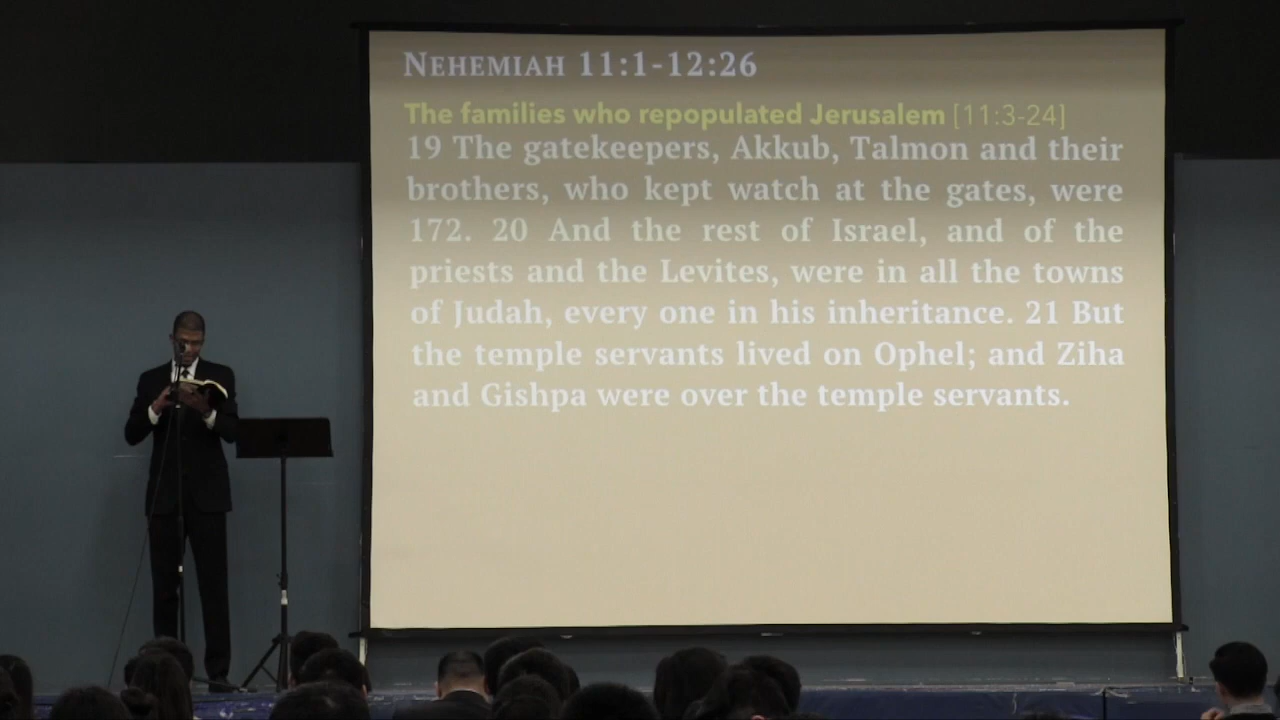 NEHEMIAH 11:1-12:26
The families who repopulated Jerusalem [11:3-24]
19 The gatekeepers, Akkub, Talmon and their
brothers, who kept watch at the gates, were
172. 20 And the rest of Israel, and of the
priests and the Levites, were in all the towns
of Judah, every one in his inheritance. 21 But
the temple servants lived on Ophel; and Ziha
and Gishpa were over the temple servants.